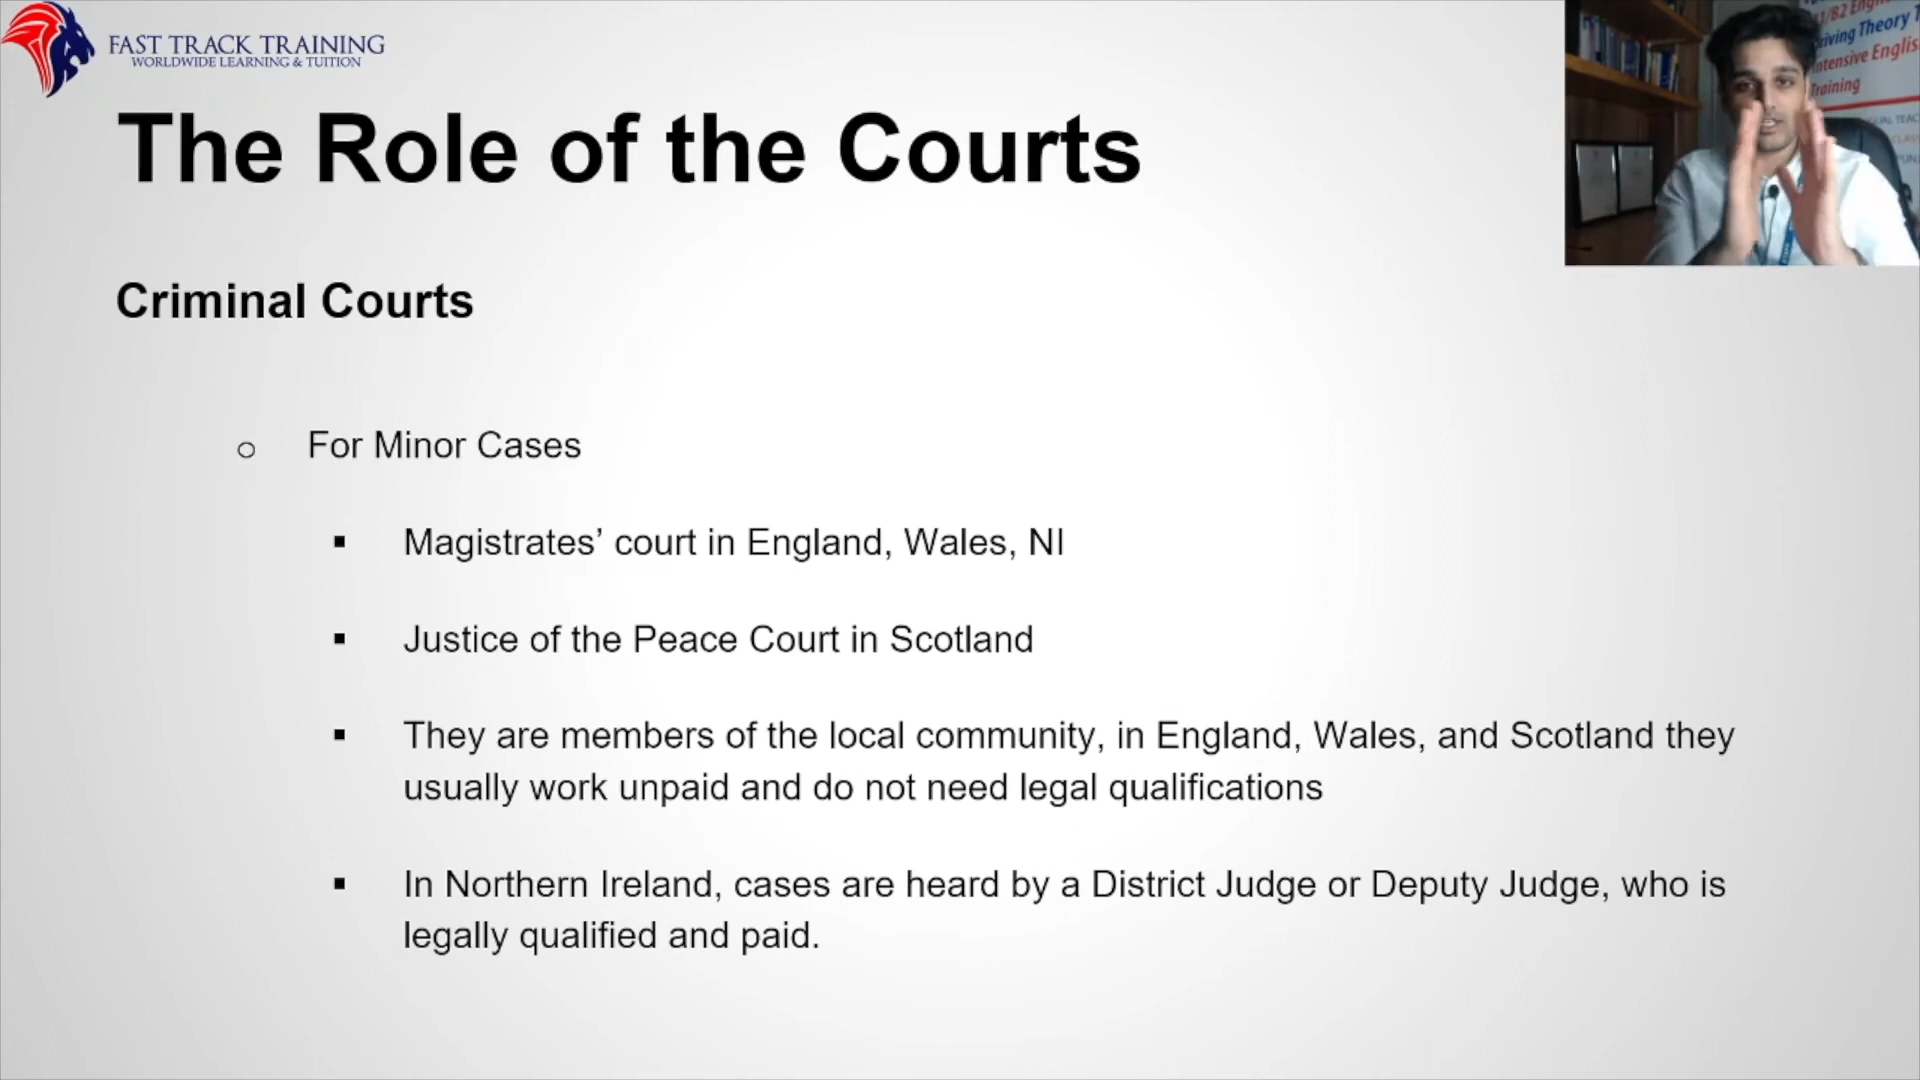 FAST TRACK TRAINING
WORLDWIDE LEARNING & TUITION
The Role of the Courts
Criminal Courts
o For Minor Cases
▪ Magistrates’ court in England, Wales, NI
▪ Justice of the Peace Court in Scotland
▪ They are members of the local community, in England, Wales, and Scotland they
usually work unpaid and do not need legal qualifications
▪ In Northern Ireland, cases are heard by a District Judge or Deputy Judge, who is
legally qualified and paid.
Theory
Training